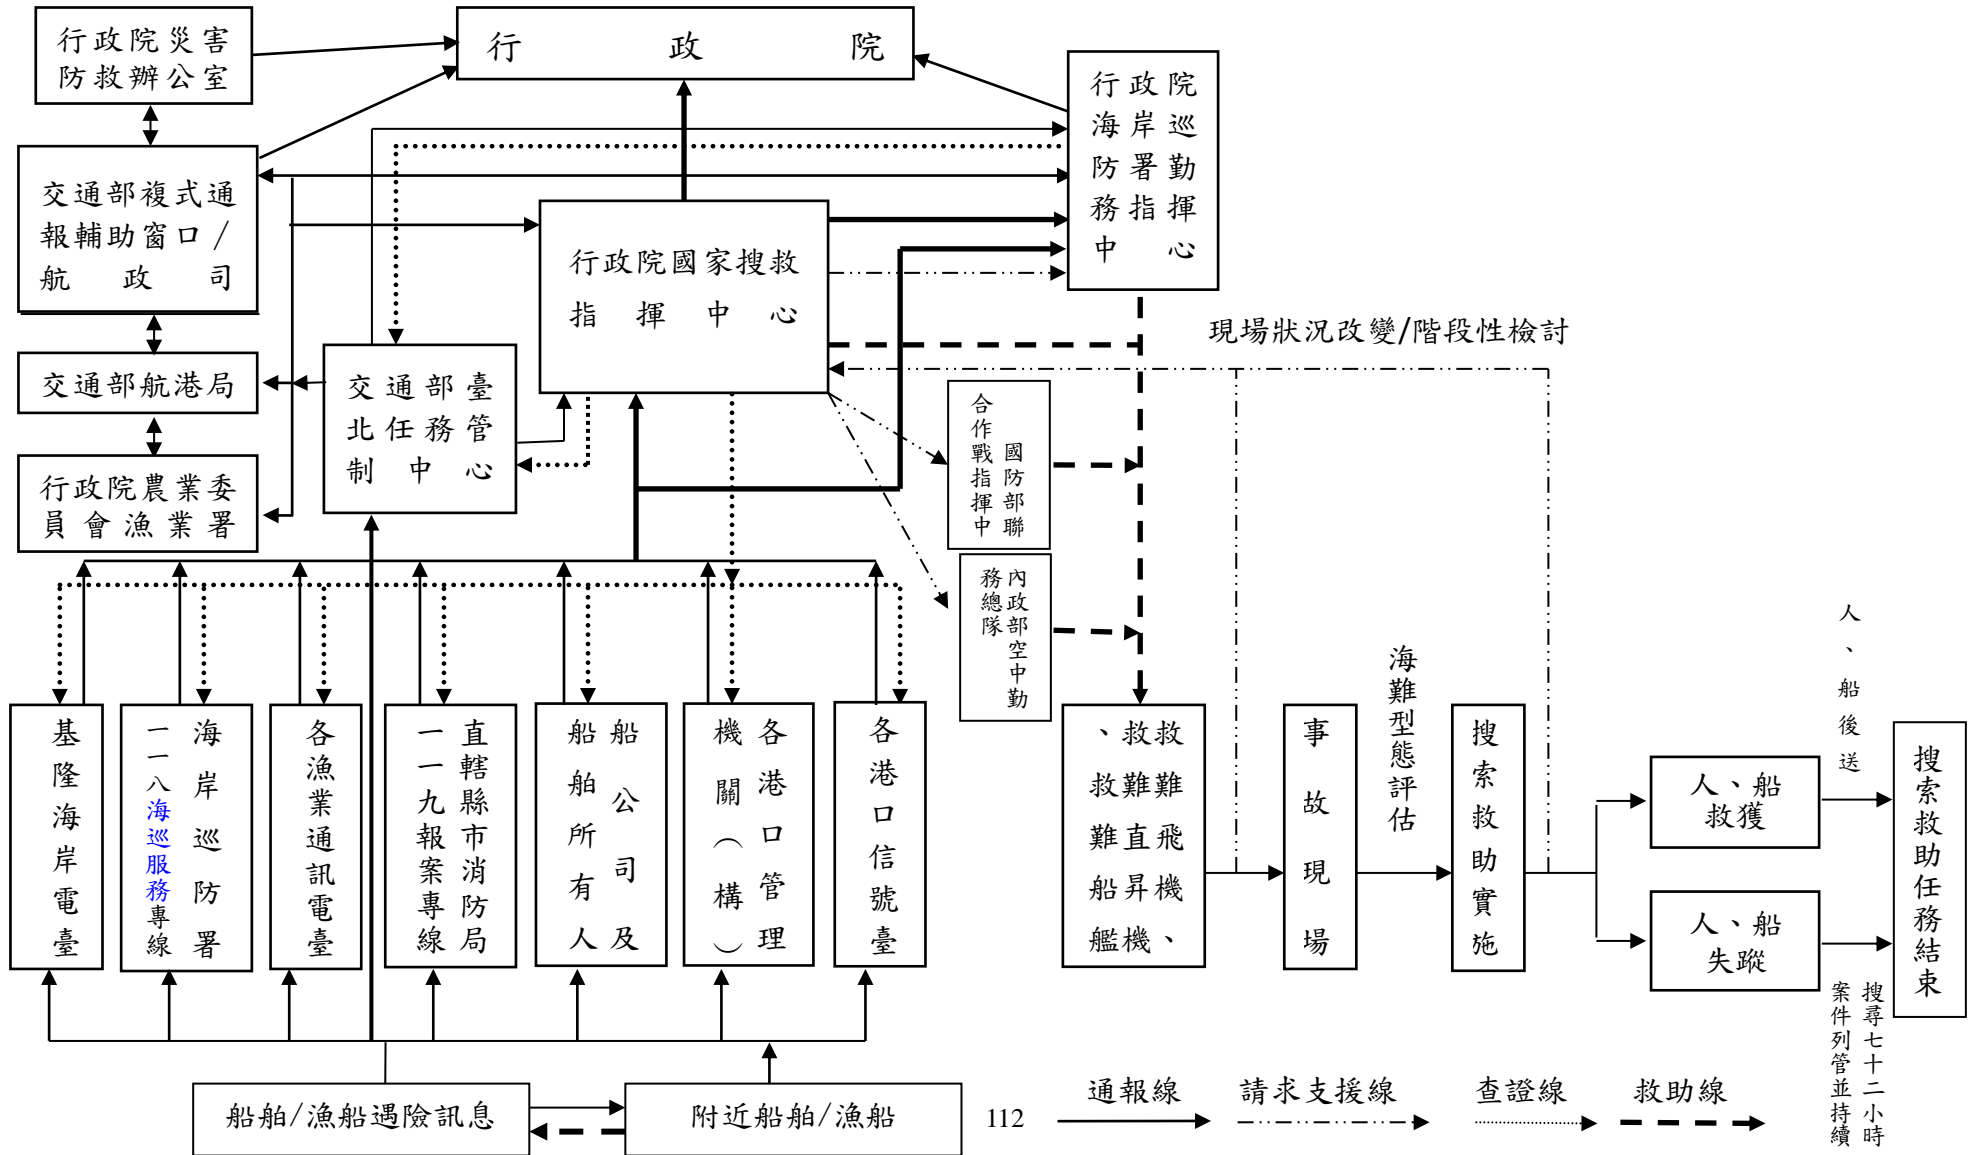 行政院災害
防救辦公室
行政院
行政院
海岸巡
防署勤
務指揮
中心
交通部複式通
報輔助窗口/
航政司
行政院國家搜救
指揮中心
現場狀況改變/階段性檢討
交通部航港局
交通部臺
北任務管
制中心
行政院農業委
員會漁業署
國防部聯
合作戰指揮中
內政部空中勤
務總隊
基隆海岸電臺
海岸巡防署
一一八海巡服務專線
各漁業通訊電臺
直轄縣市消防局
一一九報案專線
船公司及
船舶所有人
各港口管理
機關(構)
各港口信號臺
救難飛機、
救難直昇機
、救難船艦
事故現場
海難型態評估
搜索救助實施
人、船
救獲
人、船
失蹤
人、船後送
搜尋七十二小時
案件列管並持續
搜索救助任務結束
船舶/漁船遇險訊息
附近船舶/漁船
112
通報線
請求支援線
查證線
救助線